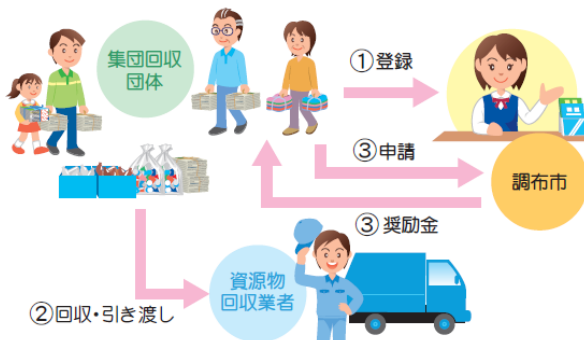 集団回収
団体
①登録
③申請
調布市
③奨励金
資源物
回収業者
②回収・引き渡し